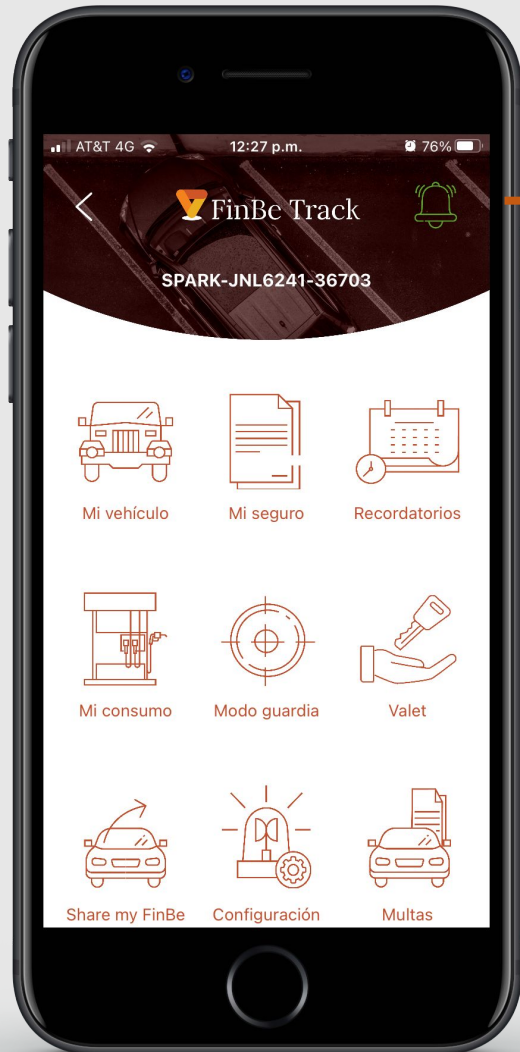 AT&T 4G 12:27 p.m. 76%
FinBe Track
SPARK-JNL6241-36703
Mi vehículo Mi seguro Recordatorios
Mi consumo Modo guardia Valet
Share my FinBe Configuración Multas